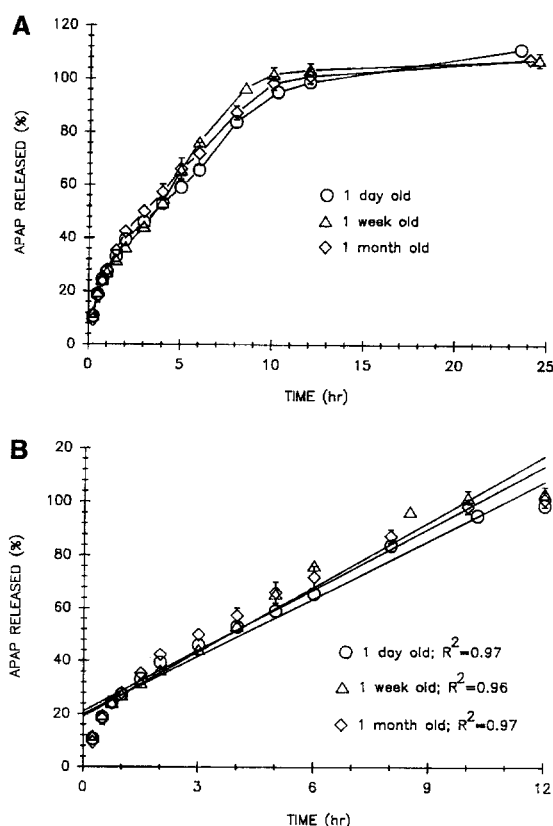 A
120
100
80
60
40
20
0
APAP RELEASED (%)
1 day old
1 week old
1 month old
0 5 10 15 20 25
TIME (hr)
B
20
100
80
60
40
20
0
APAP RELEASED (%)
1 day old; R²=0.97
1 week old; R²=0.96
1 month old; R²=0.97
0 3 6 9 12
TIME (hr)